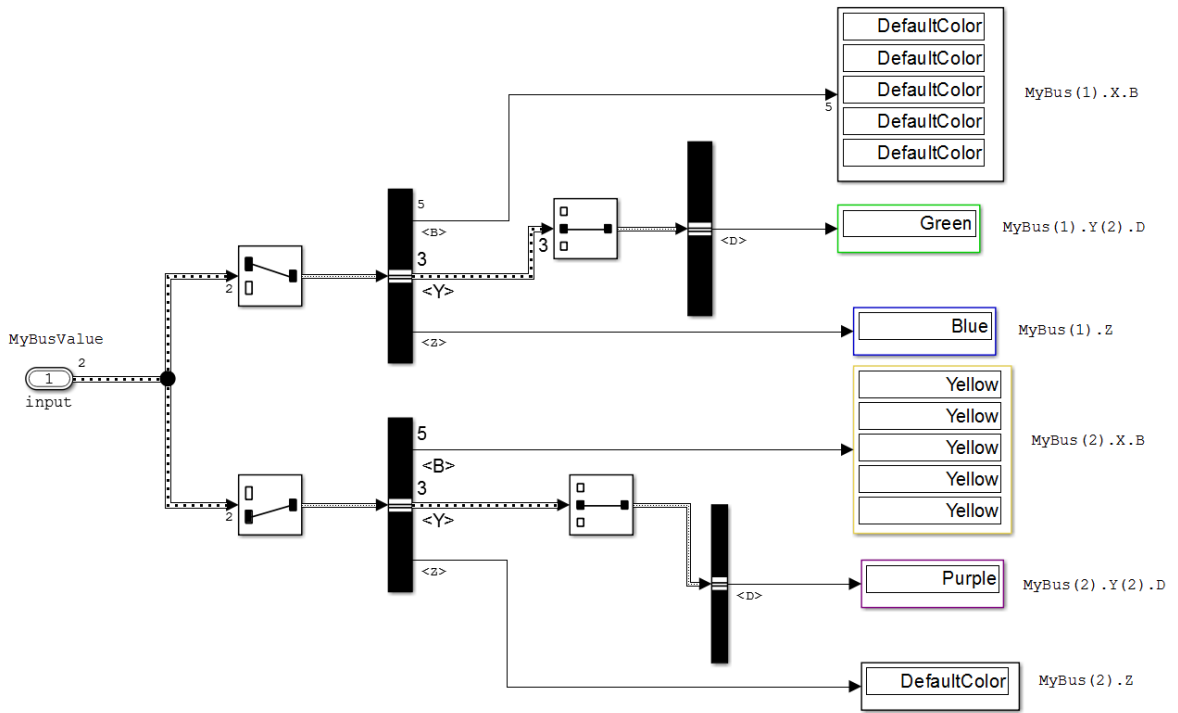 DefaultColor
DefaultColor
DefaultColor
DefaultColor
DefaultColor
5
MyBus(1).X.B
5
<B>
3
<Y>
3
<D>
Green
MyBus(1).Y(2).D
2
<Z>
Blue
MyBus(1).Z
MyBusValue
2
1
input
Yellow
Yellow
Yellow
Yellow
Yellow
MyBus(2).X.B
5
<B>
3
<Y>
2
<Z>
<D>
Purple
MyBus(2).Y(2).D
DefaultColor
MyBus(2).Z